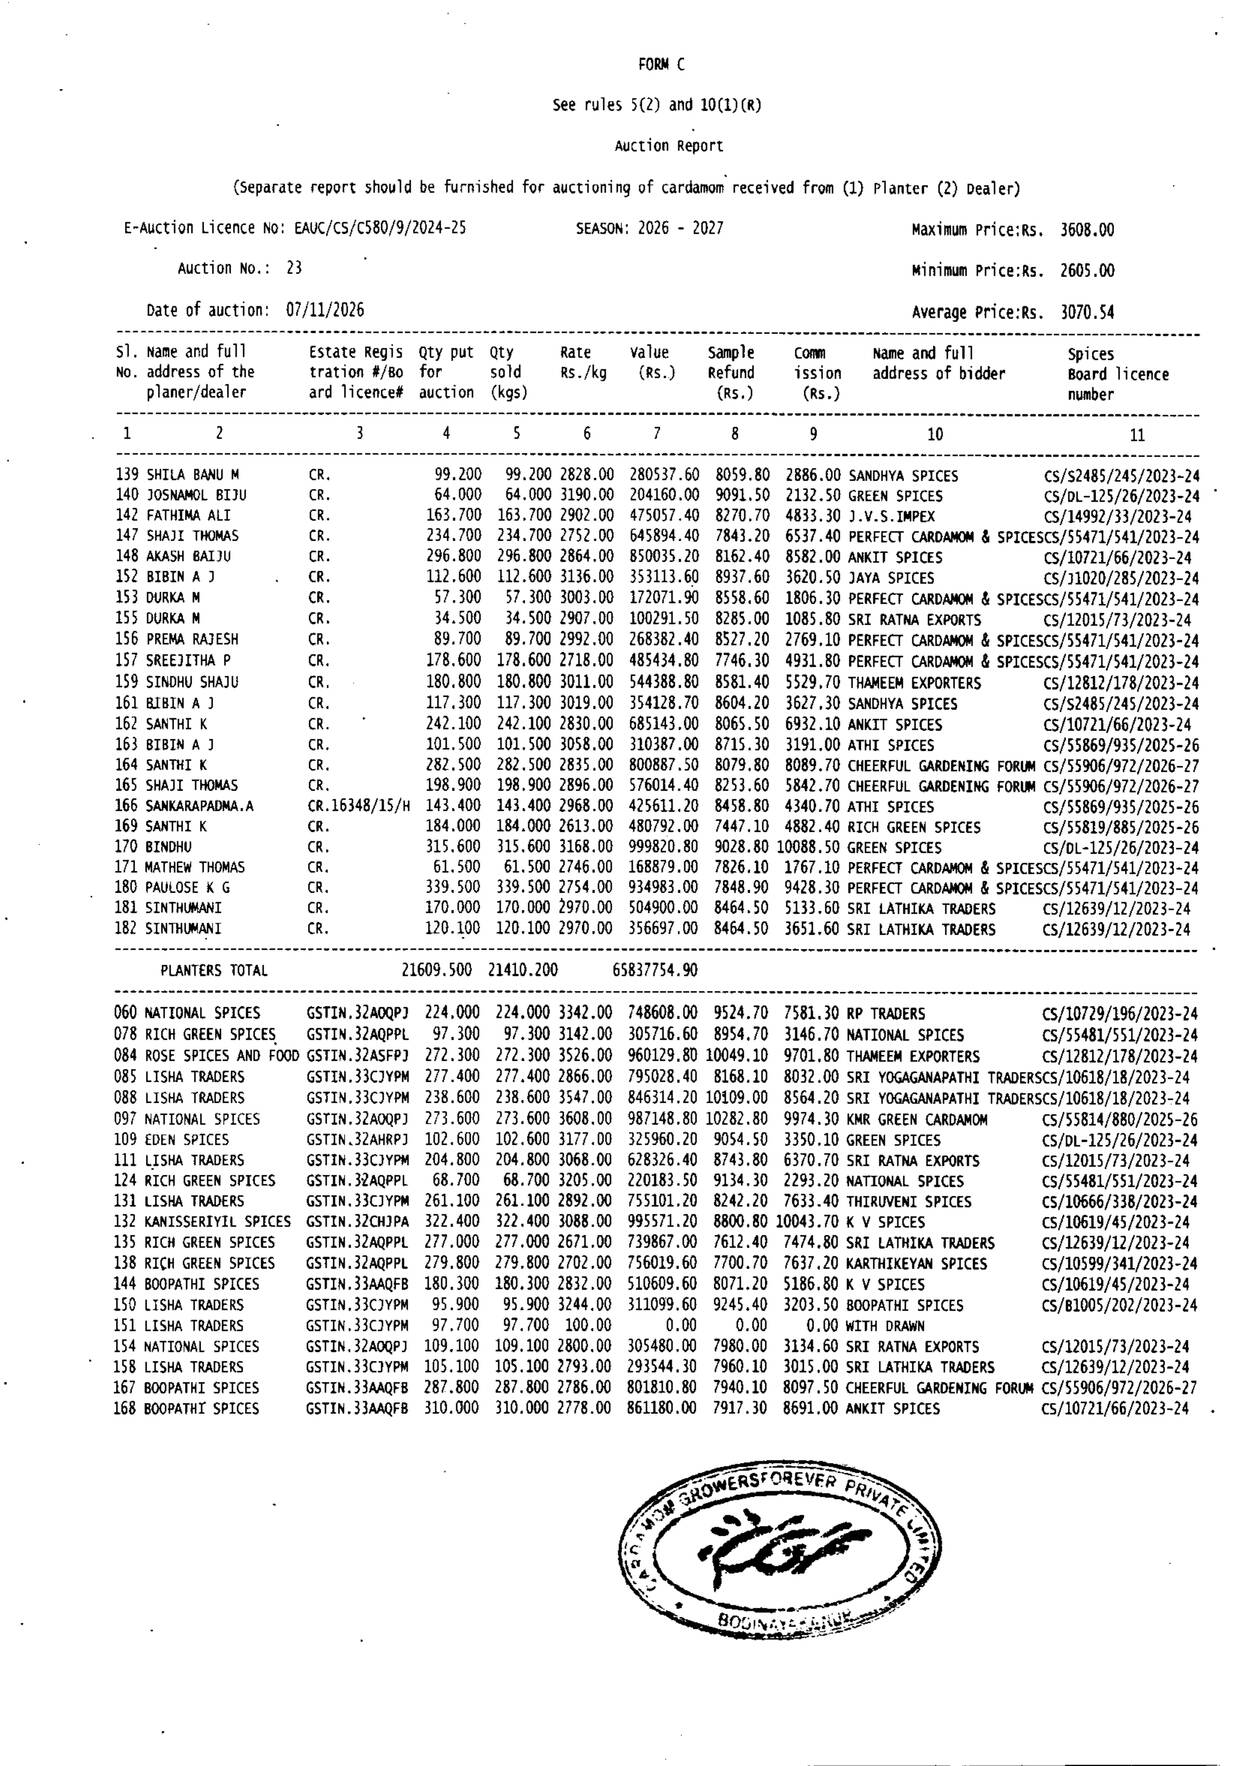 FORM C
See rules 5(2) and 10(1)(R)
Auction Report
(Separate report should be furnished for auctioning of cardamom received from (1) Planter (2) Dealer)
E-Auction Licence No: EAUC/CS/C580/9/2024-25 SEASON: 2026 - 2027 Maximum Price:Rs. 3608.00
Auction No.: 23 Minimum Price:Rs. 2605.00
Date of auction: 07/11/2026 Average Price:Rs. 3070.54
Sl. Name and full Estate Regis Qty put Qty Rate Value Sample Comm Name and full Spices
No. address of the tration #/Bo for sold Rs./kg (Rs.) Refund ission address of bidder Board licence
planer/dealer ard licence# auction (kgs) (Rs.) (Rs.) number
1 2 3 4 5 6 7 8 9 10 11
139 SHILA BANU M CR. 99.200 99.200 2828.00 280537.60 8059.80 2886.00 SANDHYA SPICES CS/S2485/245/2023-24
140 JOSNAMOL BIJU CR. 64.000 64.000 3190.00 204160.00 9091.50 2132.50 GREEN SPICES CS/DL-125/26/2023-24
142 FATHIMA ALI CR. 163.700 163.700 2902.00 475057.40 8270.70 4833.30 J.V.S.IMPEX CS/14992/33/2023-24
147 SHAJI THOMAS CR. 234.700 234.700 2752.00 645894.40 7843.20 6537.40 PERFECT CARDAMOM & SPICESCS/55471/541/2023-24
148 AKASH BAIJU CR. 296.800 296.800 2864.00 850035.20 8162.40 8582.00 ANKIT SPICES CS/10721/66/2023-24
152 BIBIN A J CR. 112.600 112.600 3136.00 353113.60 8937.60 3620.50 JAYA SPICES CS/J1020/285/2023-24
153 DURKA M CR. 57.300 57.300 3003.00 172071.90 8558.60 1806.30 PERFECT CARDAMOM & SPICESCS/55471/541/2023-24
155 DURKA M CR. 34.500 34.500 2907.00 100291.50 8285.00 1085.80 SRI RATNA EXPORTS CS/12015/73/2023-24
156 PREMA RAJESH CR. 89.700 89.700 2992.00 268382.40 8527.20 2769.10 PERFECT CARDAMOM & SPICESCS/55471/541/2023-24
157 SREEJITHA P CR. 178.600 178.600 2718.00 485434.80 7746.30 4931.80 PERFECT CARDAMOM & SPICESCS/55471/541/2023-24
159 SINDHU SHAJU CR. 180.800 180.800 3011.00 544388.80 8581.40 5529.70 THAMEEM EXPORTERS CS/12812/178/2023-24
161 BIBIN A J CR. 117.300 117.300 3019.00 354128.70 8604.20 3627.30 SANDHYA SPICES CS/S2485/245/2023-24
162 SANTHI K CR. 242.100 242.100 2830.00 685143.00 8065.50 6932.10 ANKIT SPICES CS/10721/66/2023-24
163 BIBIN A J CR. 101.500 101.500 3058.00 310387.00 8715.30 3191.00 ATHI SPICES CS/55869/935/2025-26
164 SANTHI K CR. 282.500 282.500 2835.00 800887.50 8079.80 8089.70 CHEERFUL GARDENING FORUM CS/55906/972/2026-27
165 SHAJI THOMAS CR. 198.900 198.900 2896.00 576014.40 8253.60 5842.70 CHEERFUL GARDENING FORUM CS/55906/972/2026-27
166 SANKARAPADMA.A CR.16348/15/H 143.400 143.400 2968.00 425611.20 8458.80 4340.70 ATHI SPICES CS/55869/935/2025-26
169 SANTHI K CR. 184.000 184.000 2613.00 480792.00 7447.10 4882.40 RICH GREEN SPICES CS/55819/885/2025-26
170 BINDHU CR. 315.600 315.600 3168.00 999820.80 9028.80 10088.50 GREEN SPICES CS/DL-125/26/2023-24
171 MATHEW THOMAS CR. 61.500 61.500 2746.00 168879.00 7826.10 1767.10 PERFECT CARDAMOM & SPICESCS/55471/541/2023-24
180 PAULOSE K G CR. 339.500 339.500 2754.00 934983.00 7848.90 9428.30 PERFECT CARDAMOM & SPICESCS/55471/541/2023-24
181 SINTHUMANI CR. 170.000 170.000 2970.00 504900.00 8464.50 5133.60 SRI LATHIKA TRADERS CS/12639/12/2023-24
182 SINTHUMANI CR. 120.100 120.100 2970.00 356697.00 8464.50 3651.60 SRI LATHIKA TRADERS CS/12639/12/2023-24
PLANTERS TOTAL 21609.500 21410.200 65837754.90
060 NATIONAL SPICES GSTIN.32AOQPJ 224.000 224.000 3342.00 748608.00 9524.70 7581.30 RP TRADERS CS/10729/196/2023-24
078 RICH GREEN SPICES GSTIN.32AQPPL 97.300 97.300 3142.00 305716.60 8954.70 3146.70 NATIONAL SPICES CS/55481/551/2023-24
084 ROSE SPICES AND FOOD GSTIN.32ASFPJ 272.300 272.300 3526.00 960129.80 10049.10 9701.80 THAMEEM EXPORTERS CS/12812/178/2023-24
085 LISHA TRADERS GSTIN.33CJYPM 277.400 277.400 2866.00 795028.40 8168.10 8032.00 SRI YOGAGANAPATHI TRADERSCS/10618/18/2023-24
088 LISHA TRADERS GSTIN.33CJYPM 238.600 238.600 3547.00 846314.20 10109.00 8564.20 SRI YOGAGANAPATHI TRADERSCS/10618/18/2023-24
097 NATIONAL SPICES GSTIN.32AOQPJ 273.600 273.600 3608.00 987148.80 10282.80 9974.30 KMR GREEN CARDAMOM CS/55814/880/2025-26
109 EDEN SPICES GSTIN.32AHRPJ 102.600 102.600 3177.00 325960.20 9054.50 3350.10 GREEN SPICES CS/DL-125/26/2023-24
111 LISHA TRADERS GSTIN.33CJYPM 204.800 204.800 3068.00 628326.40 8743.80 6370.70 SRI RATNA EXPORTS CS/12015/73/2023-24
124 RICH GREEN SPICES GSTIN.32AQPPL 68.700 68.700 3205.00 220183.50 9134.30 2293.20 NATIONAL SPICES CS/55481/551/2023-24
131 LISHA TRADERS GSTIN.33CJYPM 261.100 261.100 2892.00 755101.20 8242.20 7633.40 THIRUVENI SPICES CS/10666/338/2023-24
132 KANISSERIYIL SPICES GSTIN.32CHJPA 322.400 322.400 3088.00 995571.20 8800.80 10043.70 K V SPICES CS/10619/45/2023-24
135 RICH GREEN SPICES GSTIN.32AQPPL 277.000 277.000 2671.00 739867.00 7612.40 7474.80 SRI LATHIKA TRADERS CS/12639/12/2023-24
138 RICH GREEN SPICES GSTIN.32AQPPL 279.800 279.800 2702.00 756019.60 7700.70 7637.20 KARTHIKEYAN SPICES CS/10599/341/2023-24
144 BOOPATHI SPICES GSTIN.33AAQFB 180.300 180.300 2832.00 510609.60 8071.20 5186.80 K V SPICES CS/10619/45/2023-24
150 LISHA TRADERS GSTIN.33CJYPM 95.900 95.900 3244.00 311099.60 9245.40 3203.50 BOOPATHI SPICES CS/B1005/202/2023-24
151 LISHA TRADERS GSTIN.33CJYPM 97.700 97.700 100.00 0.00 0.00 0.00 WITH DRAWN
154 NATIONAL SPICES GSTIN.32AOQPJ 109.100 109.100 2800.00 305480.00 7980.00 3134.60 SRI RATNA EXPORTS CS/12015/73/2023-24
158 LISHA TRADERS GSTIN.33CJYPM 105.100 105.100 2793.00 293544.30 7960.10 3015.00 SRI LATHIKA TRADERS CS/12639/12/2023-24
167 BOOPATHI SPICES GSTIN.33AAQFB 287.800 287.800 2786.00 801810.80 7940.10 8097.50 CHEERFUL GARDENING FORUM CS/55906/972/2026-27
168 BOOPATHI SPICES GSTIN.33AAQFB 310.000 310.000 2778.00 861180.00 7917.30 8691.00 ANKIT SPICES CS/10721/66/2023-24
CARDAMOM GROWERSFOREVER PRIVATE LIMITED
BODINAYAKANUR